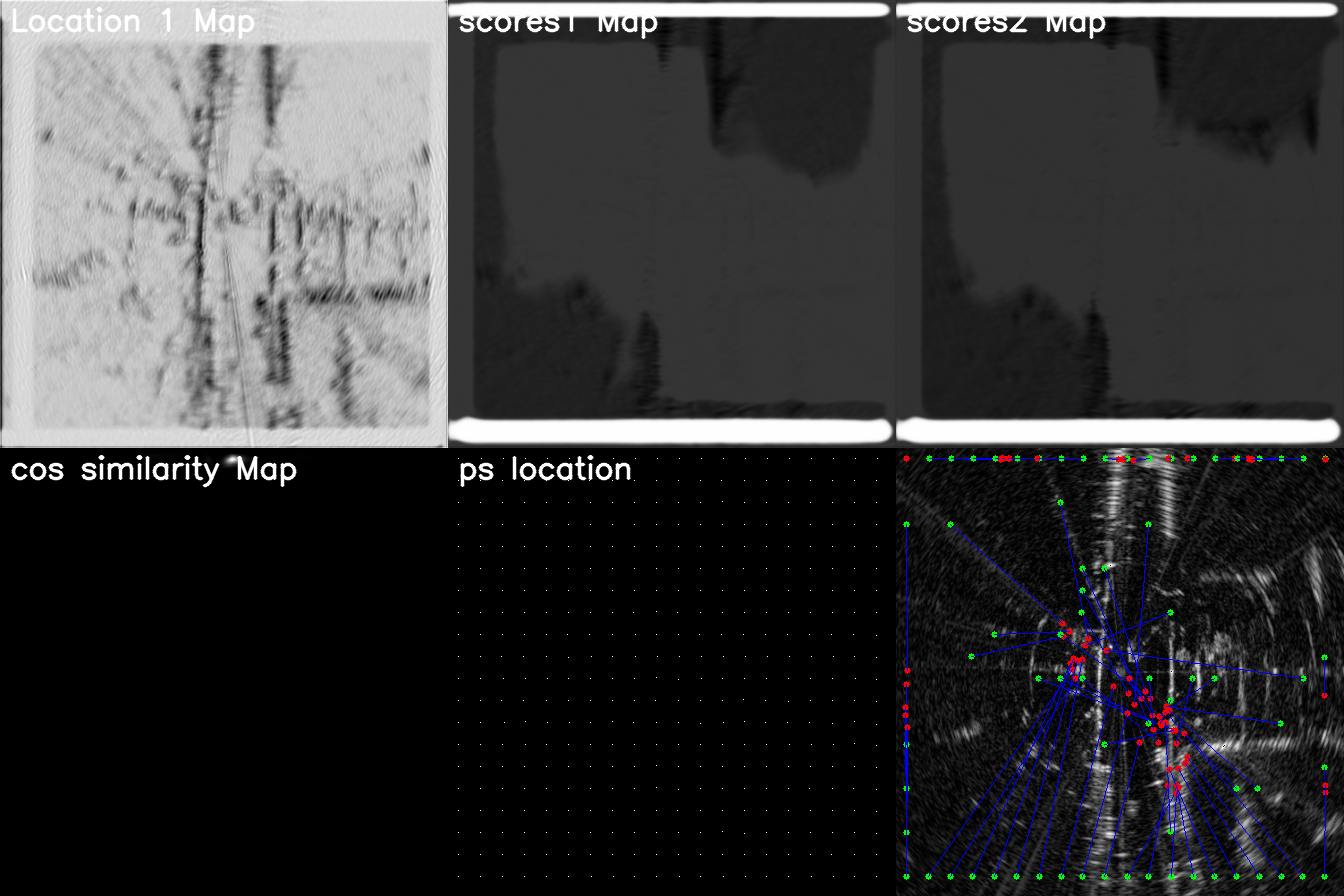 Location 1 Map
scores1 Map
scores2 Map
cos similarity Map
ps location